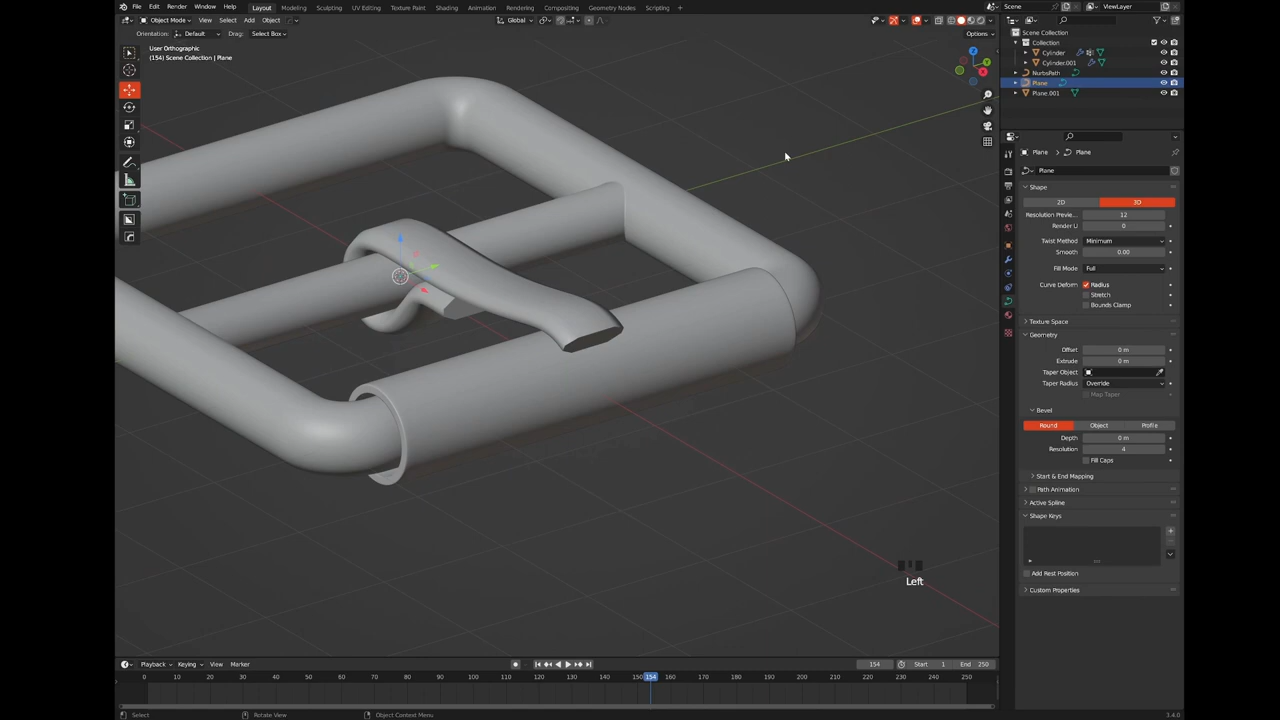 File Edit Render Window Help Layout Modeling Sculpting UV Editing Texture Paint Shading Animation Rendering Compositing Geometry Nodes Scripting + Scene ViewLayer
Object Mode View Select Add Object Global
Orientation: Default Drag: Select Box Options
User Orthographic
(154) Scene Collection | Plane
Scene Collection
Collection
Cylinder
Cylinder.001
NurbsPath
Plane
Plane.001
Plane > Plane
Plane
Shape
2D 3D
Resolution Previe... 12
Render U 0
Twist Method Minimum
Smooth 0.00
Fill Mode Full
Curve Deform Radius
Stretch
Bounds Clamp
Texture Space
Geometry
Offset 0 m
Extrude 0 m
Taper Object
Taper Radius Override
Map Taper
Bevel
Round Object Profile
Depth 0 m
Resolution 4
Fill Caps
Start & End Mapping
Path Animation
Active Spline
Shape Keys
Add Rest Position
Custom Properties
Left
Playback Keying View Marker 154 Start 1 End 250
0 10 20 30 40 50 60 70 80 90 100 110 120 130 140 150 154 160 170 180 190 200 210 220 230 240 250
Select Rotate View Object Context Menu 3.4.0